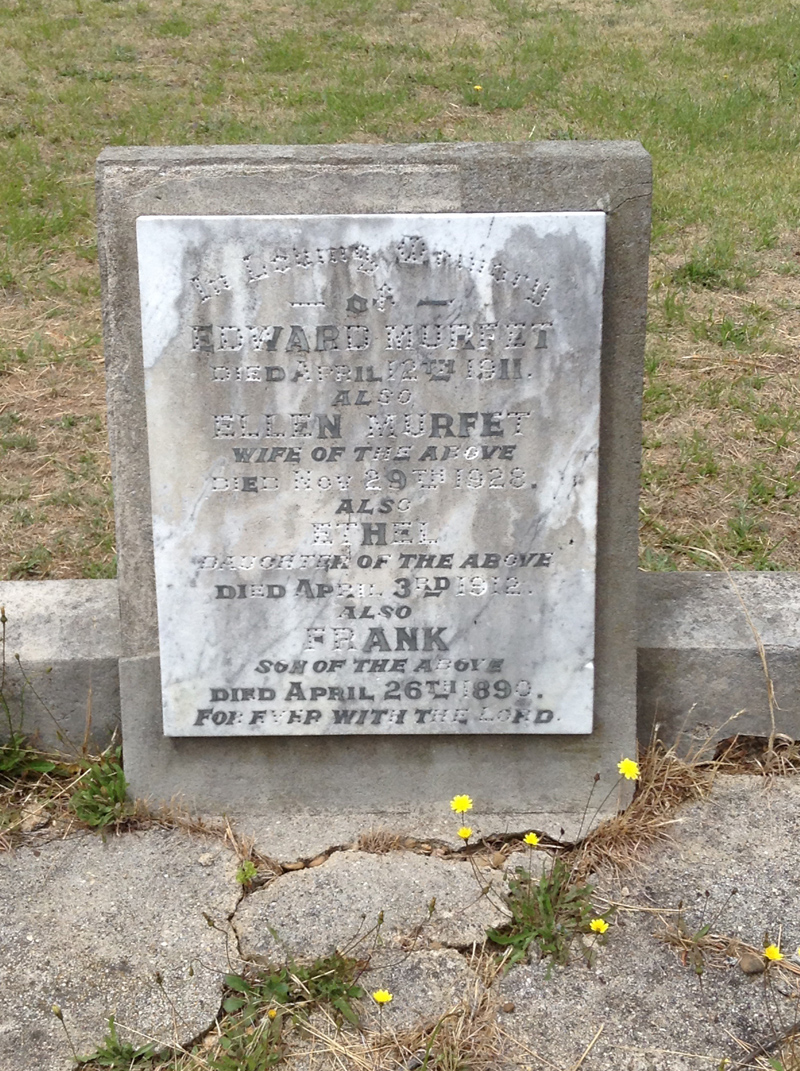 In Loving Memory
— OF —
EDWARD MURFET
DIED APRIL 12TH 1911.
ALSO
ELLEN MURFET
WIFE OF THE ABOVE
DIED NOV 29TH 1928.
ALSO
ETHEL
DAUGHTER OF THE ABOVE
DIED APRIL 3RD 1912.
ALSO
FRANK
SON OF THE ABOVE
DIED APRIL 26TH 1890.
FOR EVER WITH THE LORD.